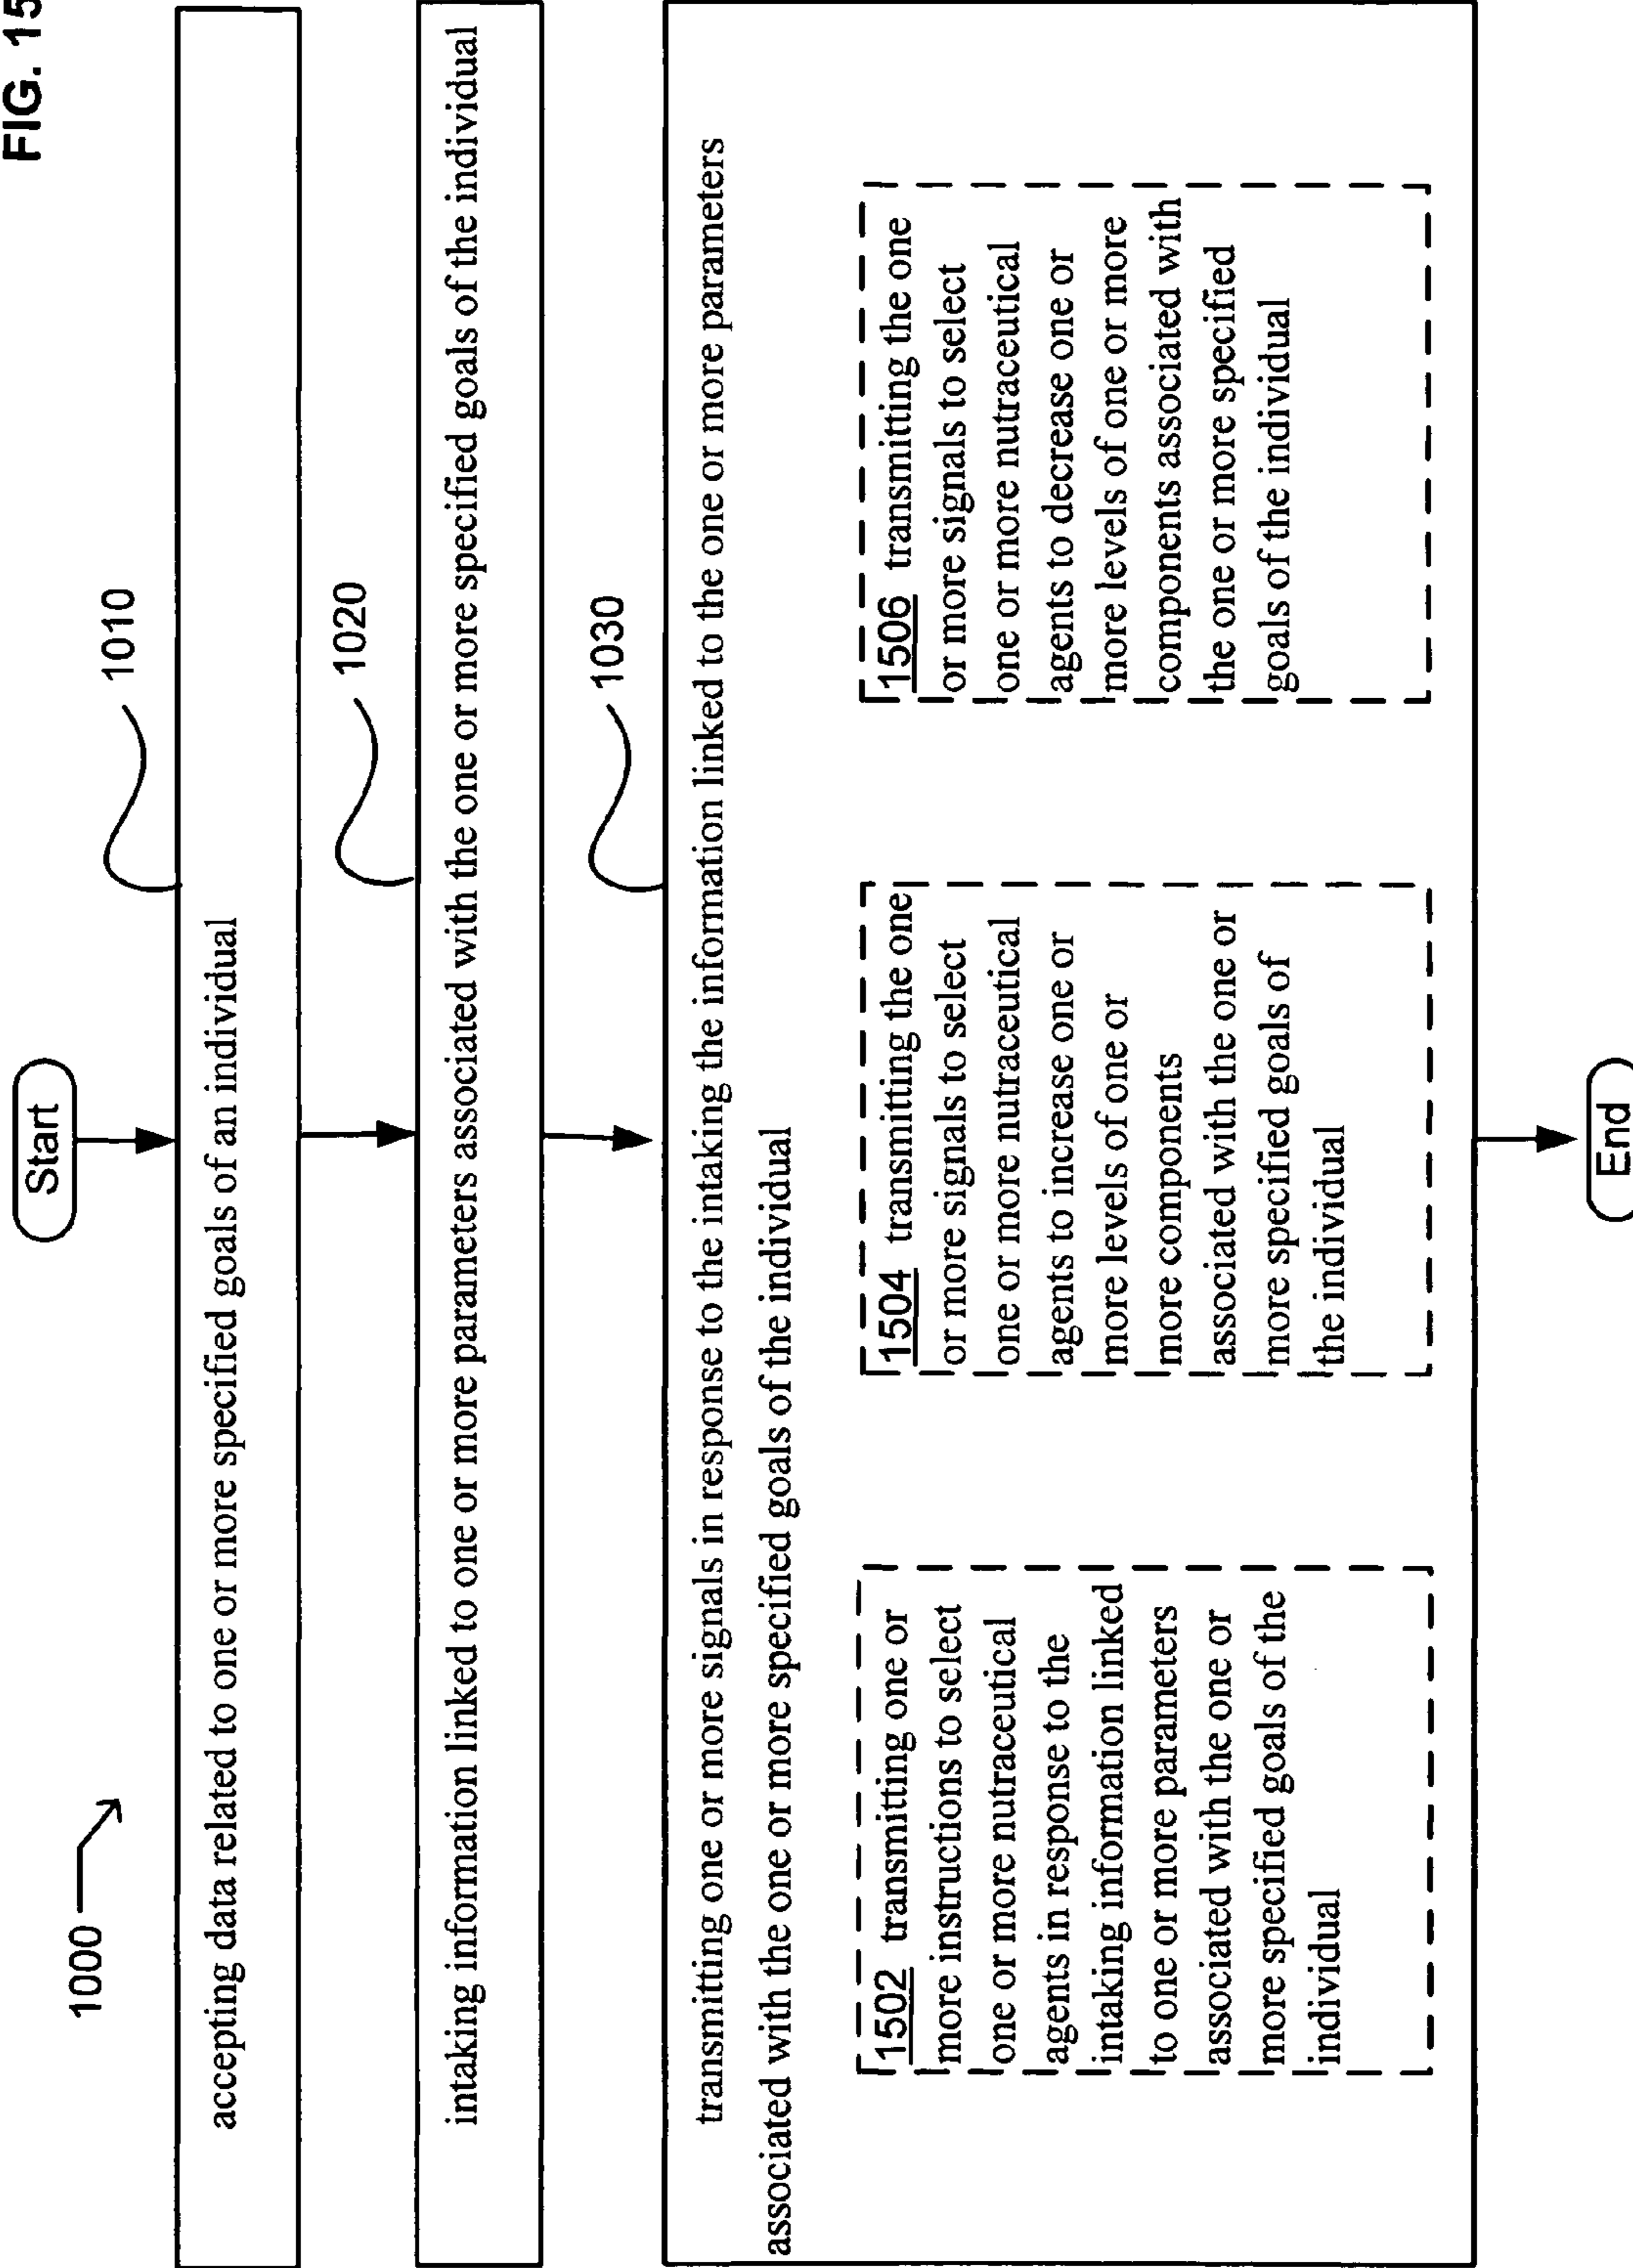 FIG. 15
1000
Start
1010
accepting data related to one or more specified goals of an individual
1020
intaking information linked to one or more parameters associated with the one or more specified goals of the individual
1030
transmitting one or more signals in response to the intaking the information linked to the one or more parameters
associated with the one or more specified goals of the individual
1502 transmitting one or
more instructions to select
one or more nutraceutical
agents in response to the
intaking information linked
to one or more parameters
associated with the one or
more specified goals of the
individual
1504 transmitting the one
or more signals to select
one or more nutraceutical
agents to increase one or
more levels of one or
more components
associated with the one or
more specified goals of
the individual
1506 transmitting the one
or more signals to select
one or more nutraceutical
agents to decrease one or
more levels of one or more
components associated with
the one or more specified
goals of the individual
End